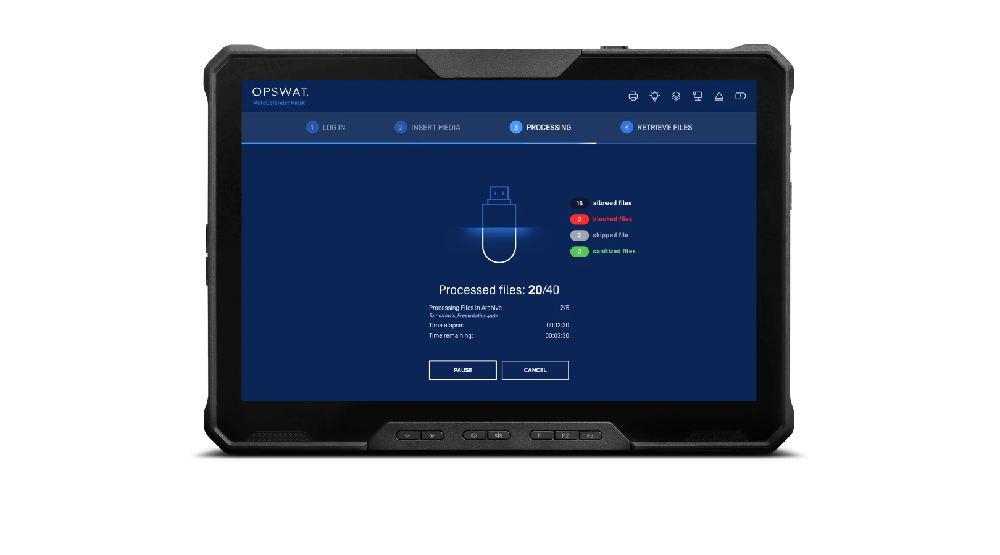 OPSWAT.
MetaDefender Kiosk
1 LOG IN
2 INSERT MEDIA
3 PROCESSING
4 RETRIEVE FILES
16 allowed files
2 blocked files
2 skipped file
2 sanitized files
Processed files: 20/40
Processing Files in Archive 2/5
Tomorrow's_Presentation.pptx
Time elapse: 00:12:30
Time remaining: 00:03:30
PAUSE CANCEL
P1 P2 P3